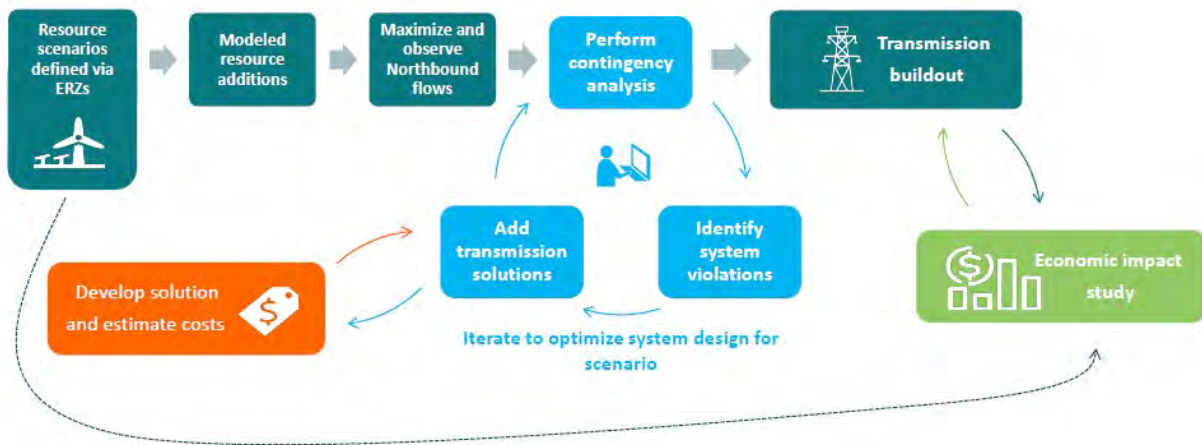 Resource
scenarios
defined via
ERZs
Modeled
resource
additions
Maximize and
observe
Northbound
flows
Perform
contingency
analysis
Transmission
buildout
Add
transmission
solutions
Identify
system
violations
Develop solution
and estimate costs
$
$
Economic impact
study
Iterate to optimize system design for
scenario